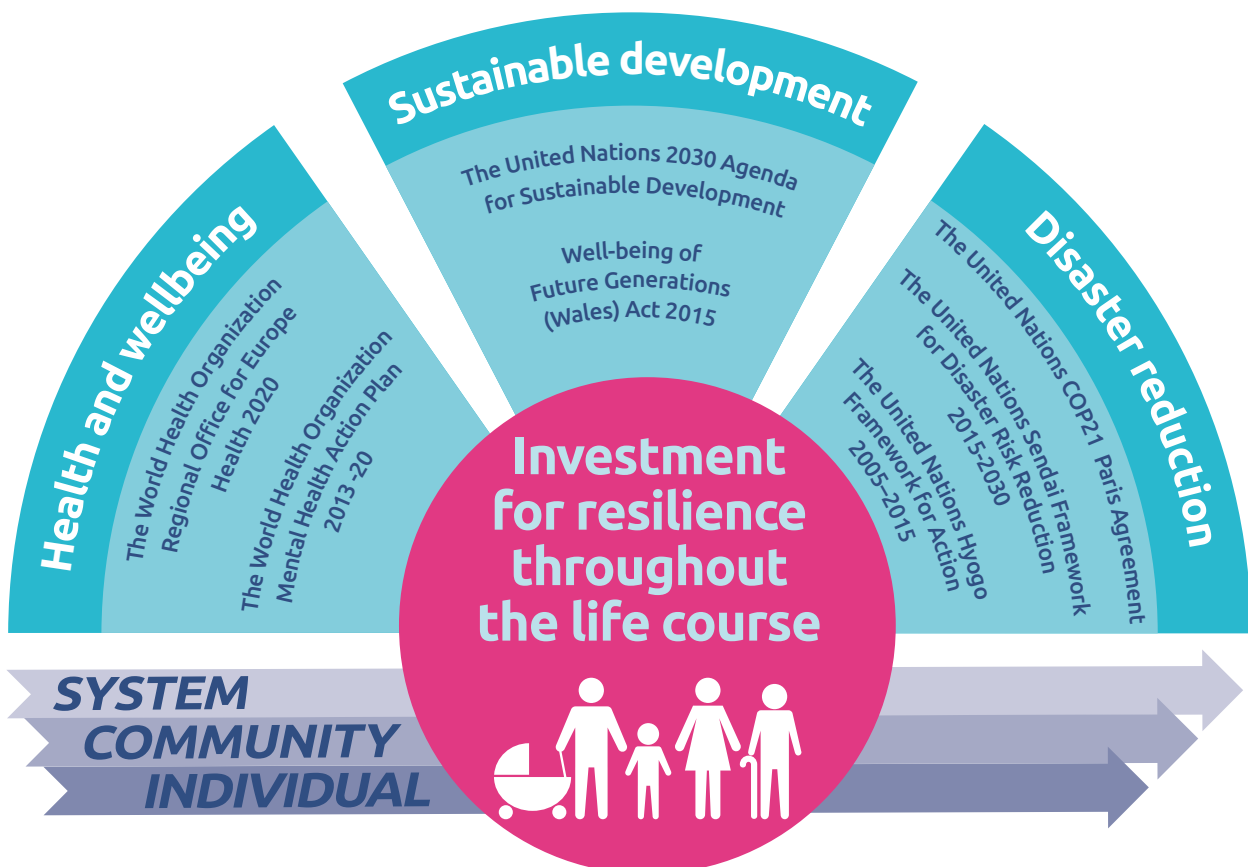 Health and wellbeing
The World Health Organization
Regional Office for Europe
Health 2020
The World Health Organization
Mental Health Action Plan
2013 -20
Sustainable development
The United Nations 2030 Agenda
for Sustainable Development
Well-being of
Future Generations
(Wales) Act 2015
Disaster reduction
The United Nations COP21 Paris Agreement
The United Nations Sendai Framework
for Disaster Risk Reduction
2015-2030
The United Nations Hyogo
Framework for Action
2005–2015
Investment
for resilience
throughout
the life course
SYSTEM
COMMUNITY
INDIVIDUAL